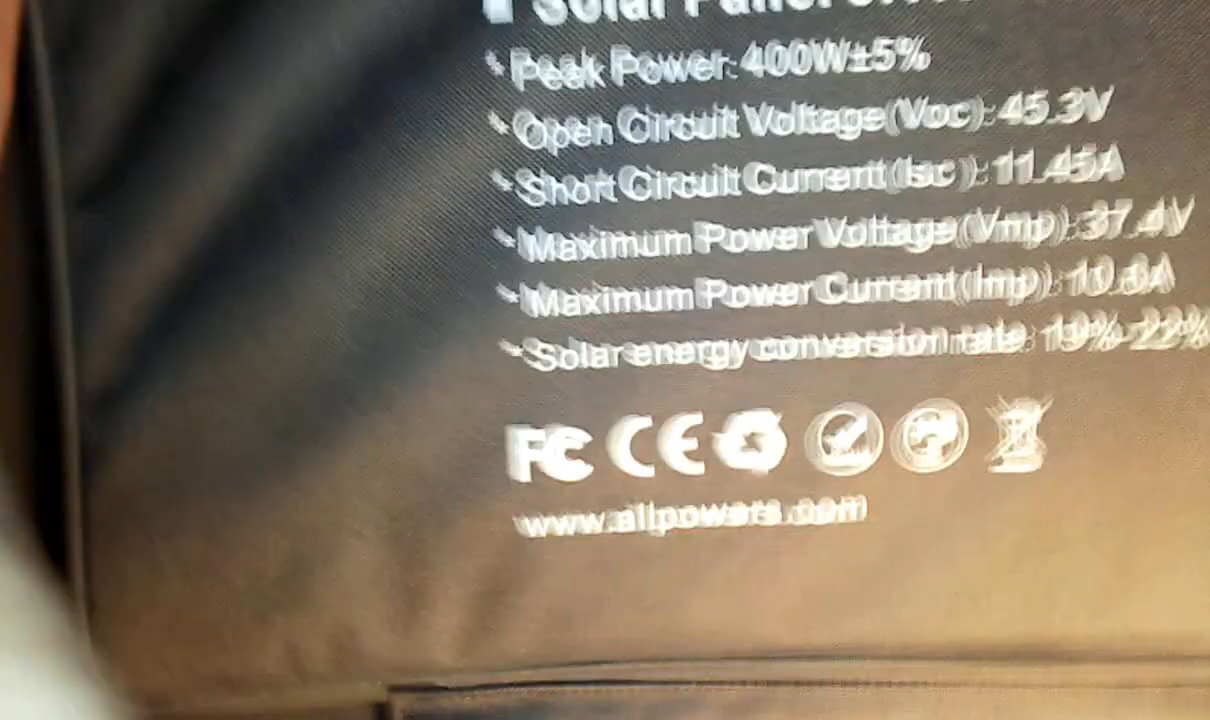 Solar Panel
* Peak Power: 400W±5%
* Open Circuit Voltage(Voc): 45.3V
* Short Circuit Current(Isc): 11.45A
* Maximum Power Voltage(Vmp): 37.4V
* Maximum Power Current(Imp): 10.6A
* Solar energy conversion rate: 19%-22%
FC CE
www.allpowers.com